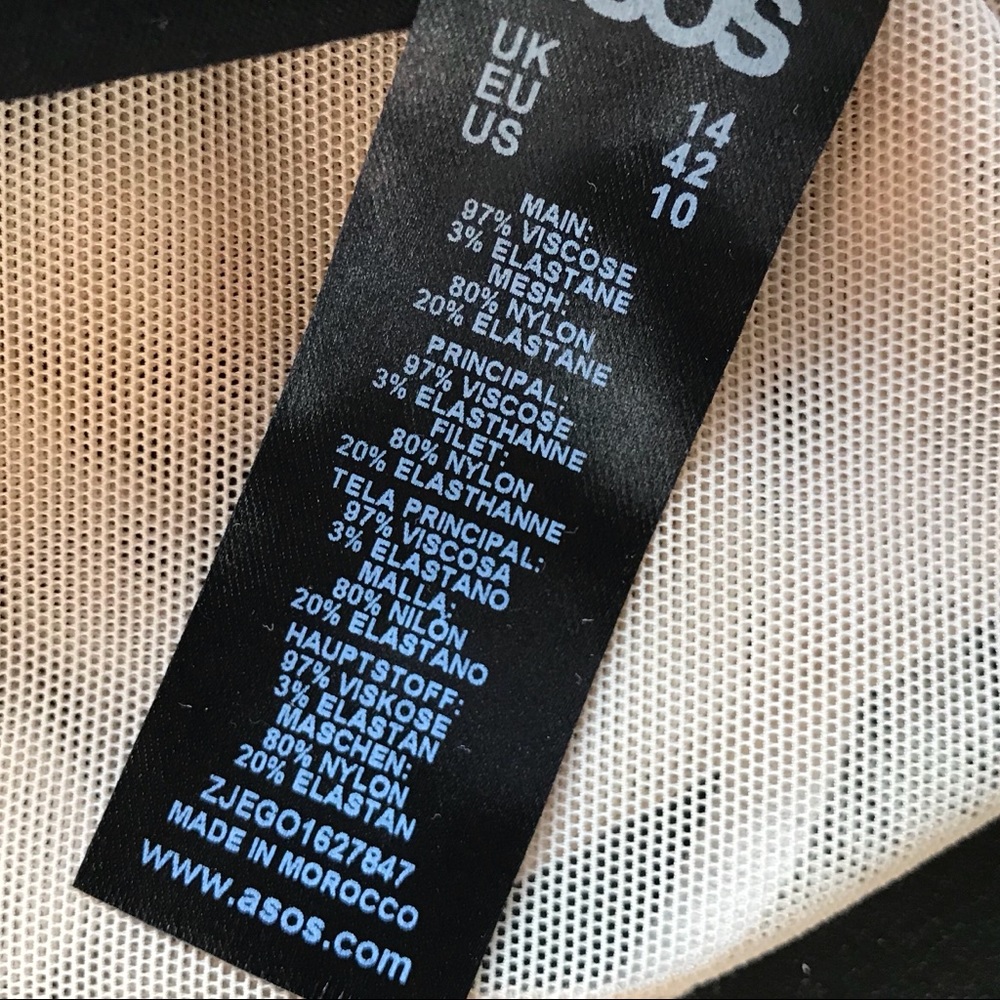 asos
UK 14
EU 42
US 10
MAIN:
97% VISCOSE
3% ELASTANE
MESH:
80% NYLON
20% ELASTANE
PRINCIPAL:
97% VISCOSE
3% ELASTHANNE
FILET:
80% NYLON
20% ELASTHANNE
TELA PRINCIPAL:
97% VISCOSA
3% ELASTANO
MALLA:
80% NILÓN
20% ELASTANO
HAUPTSTOFF:
97% VISKOSE
3% ELASTAN
MASCHEN:
80% NYLON
20% ELASTAN
ZJEGO1627847
MADE IN MOROCCO
www.asos.com